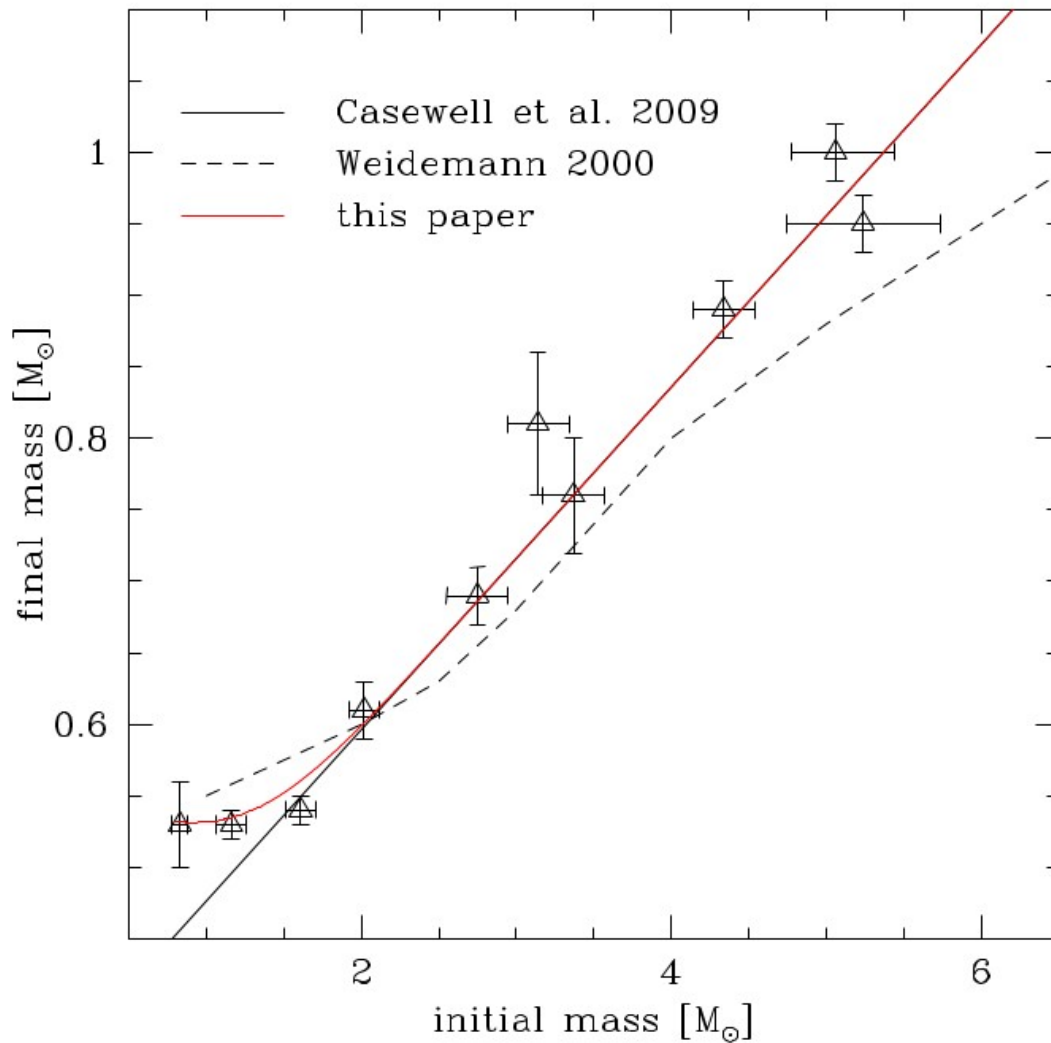 Casewell et al. 2009
Weidemann 2000
this paper
1
0.8
0.6
final mass [M⊙]
2 4 6
initial mass [M⊙]